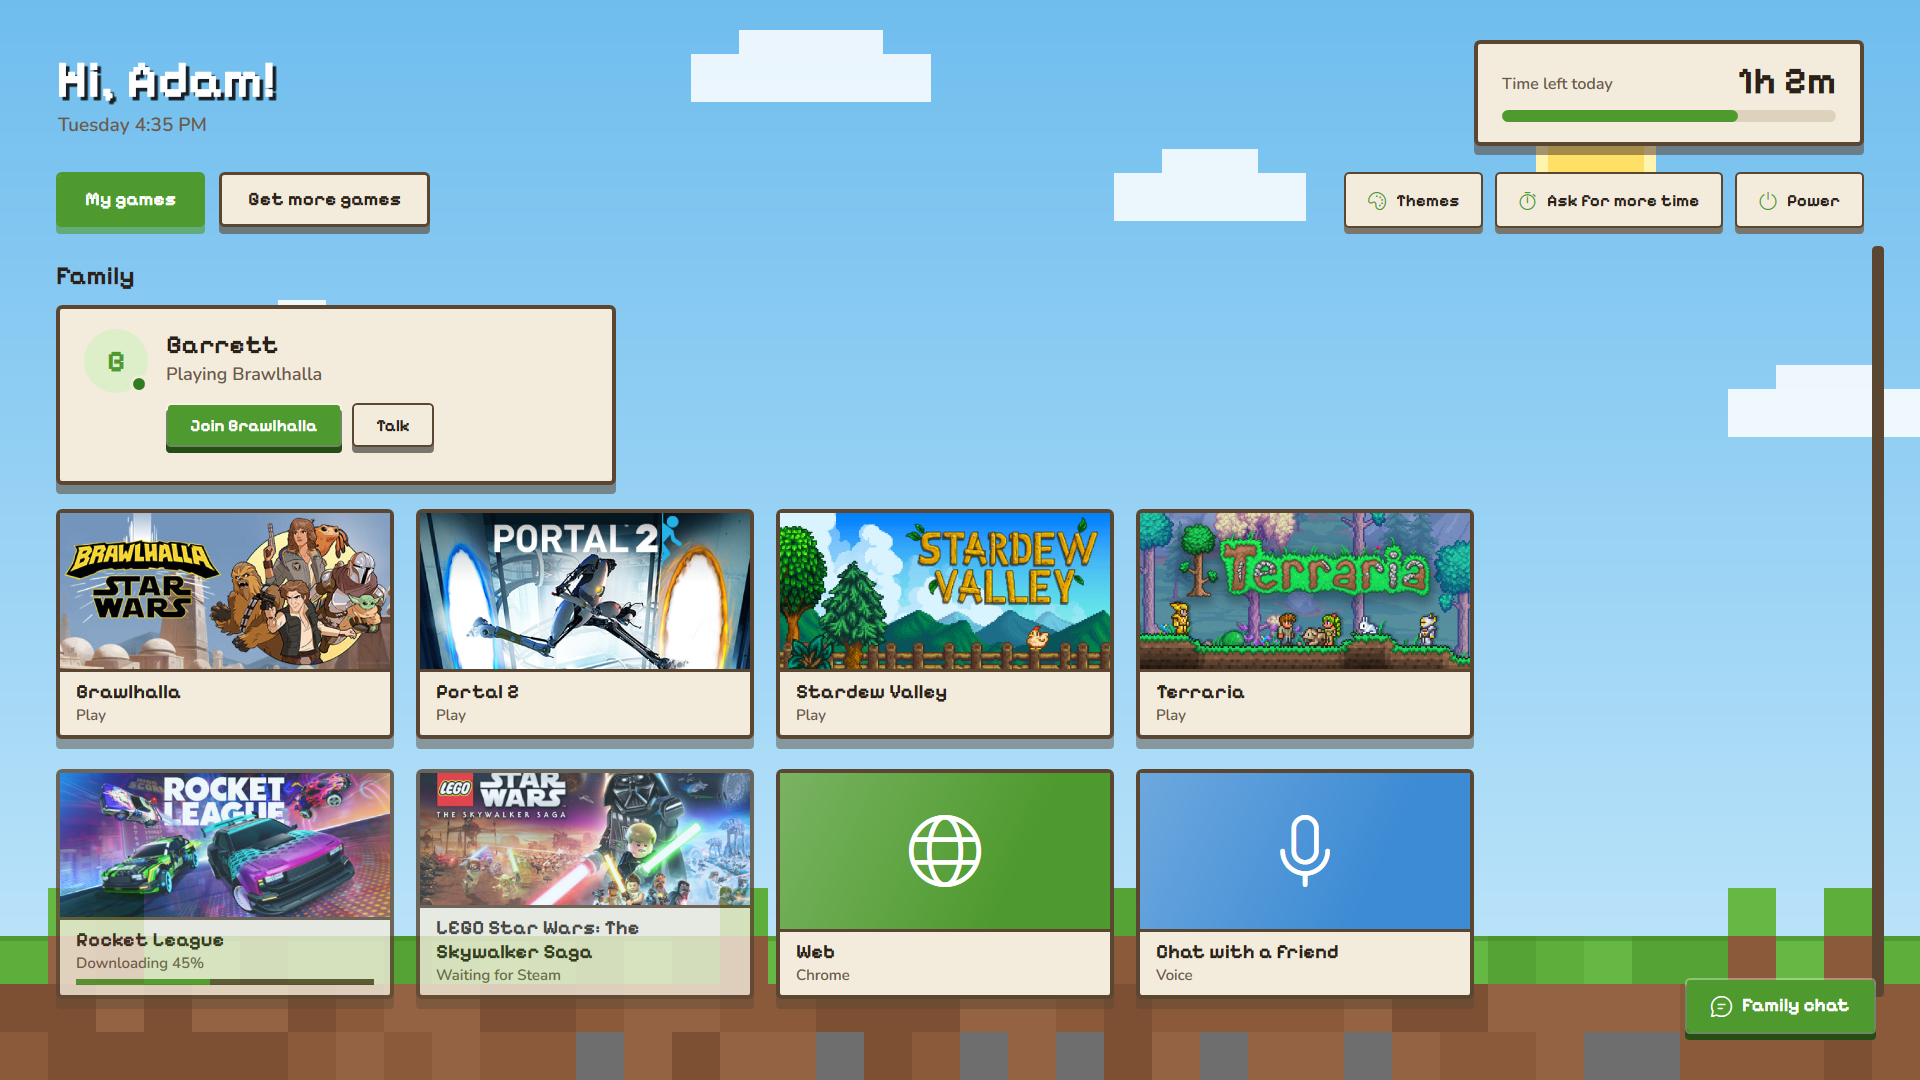 Hi, Adam!
Tuesday 4:35 PM
Time left today
1h 2m
My games
Get more games
Themes
Ask for more time
Power
Family
B
Barrett
Playing Brawlhalla
Join Brawlhalla
Talk
BRAWLHALLA
STAR
WARS
Brawlhalla
Play
PORTAL 2
Portal 2
Play
STARDEW
VALLEY
Stardew Valley
Play
Terraria
Terraria
Play
ROCKET
LEAGUE
Rocket League
Downloading 45%
LEGO
STAR
WARS
THE SKYWALKER SAGA
LEGO Star Wars: The
Skywalker Saga
Waiting for Steam
Web
Chrome
Chat with a friend
Voice
Family chat